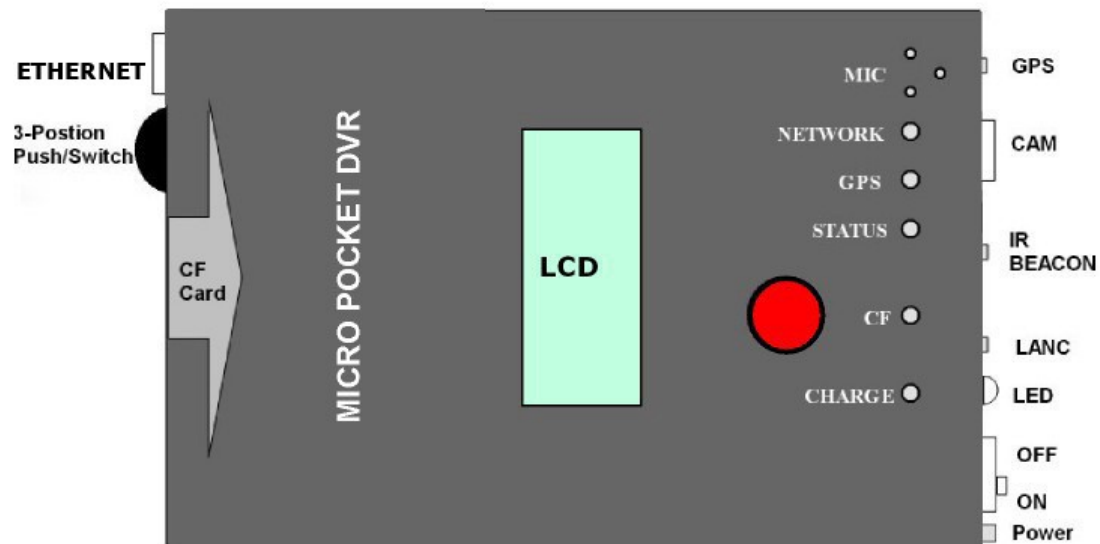 ETHERNET
3-Postion
Push/Switch
CF
Card
MICRO POCKET DVR
LCD
MIC
NETWORK
GPS
STATUS
CF
CHARGE
GPS
CAM
IR
BEACON
LANC
LED
OFF
ON
Power